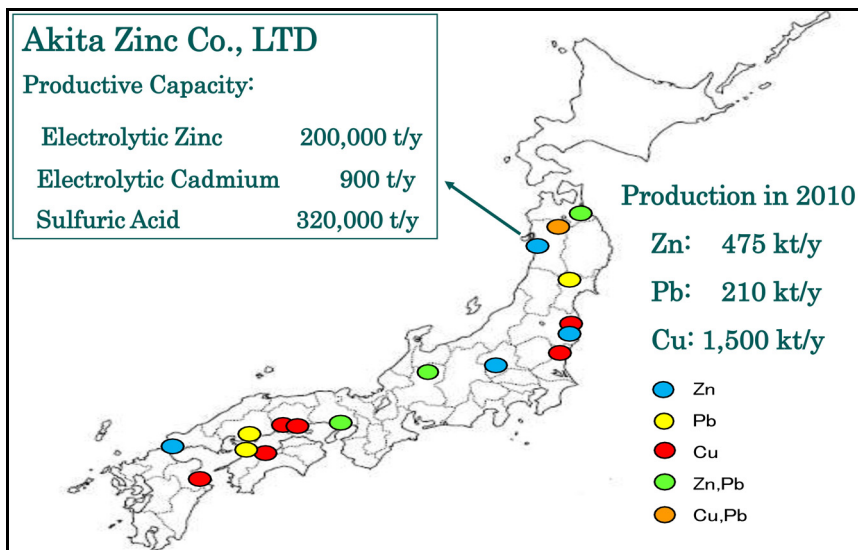 Akita Zinc Co., LTD
Productive Capacity:
Electrolytic Zinc 200,000 t/y
Electrolytic Cadmium 900 t/y
Sulfuric Acid 320,000 t/y
Production in 2010
Zn: 475 kt/y
Pb: 210 kt/y
Cu: 1,500 kt/y
Zn
Pb
Cu
Zn,Pb
Cu,Pb